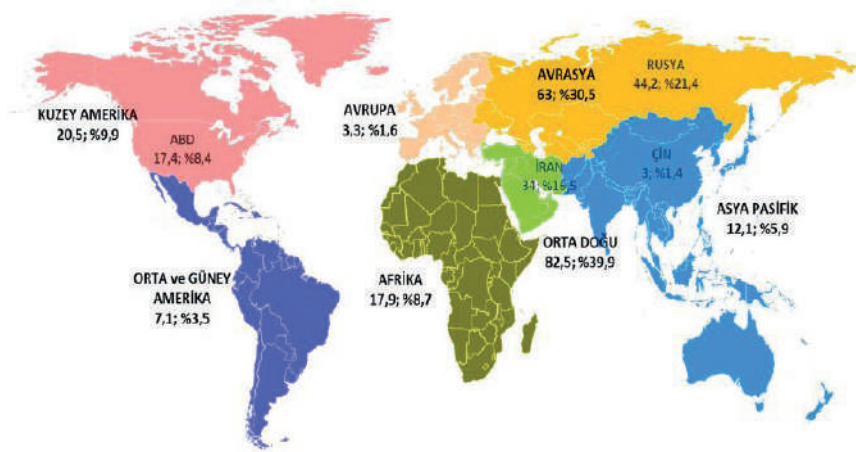 KUZEY AMERİKA
20,5; %9,9
ABD
17,4; %8,4
AVRUPA
3,3; %1,6
AVRASYA
63; %30,5
RUSYA
44,2; %21,4
İRAN
34; %16,5
ÇİN
3; %1,4
ASYA PASİFİK
12,1; %5,9
ORTA DOĞU
82,5; %39,9
AFRİKA
17,9; %8,7
ORTA ve GÜNEY
AMERİKA
7,1; %3,5